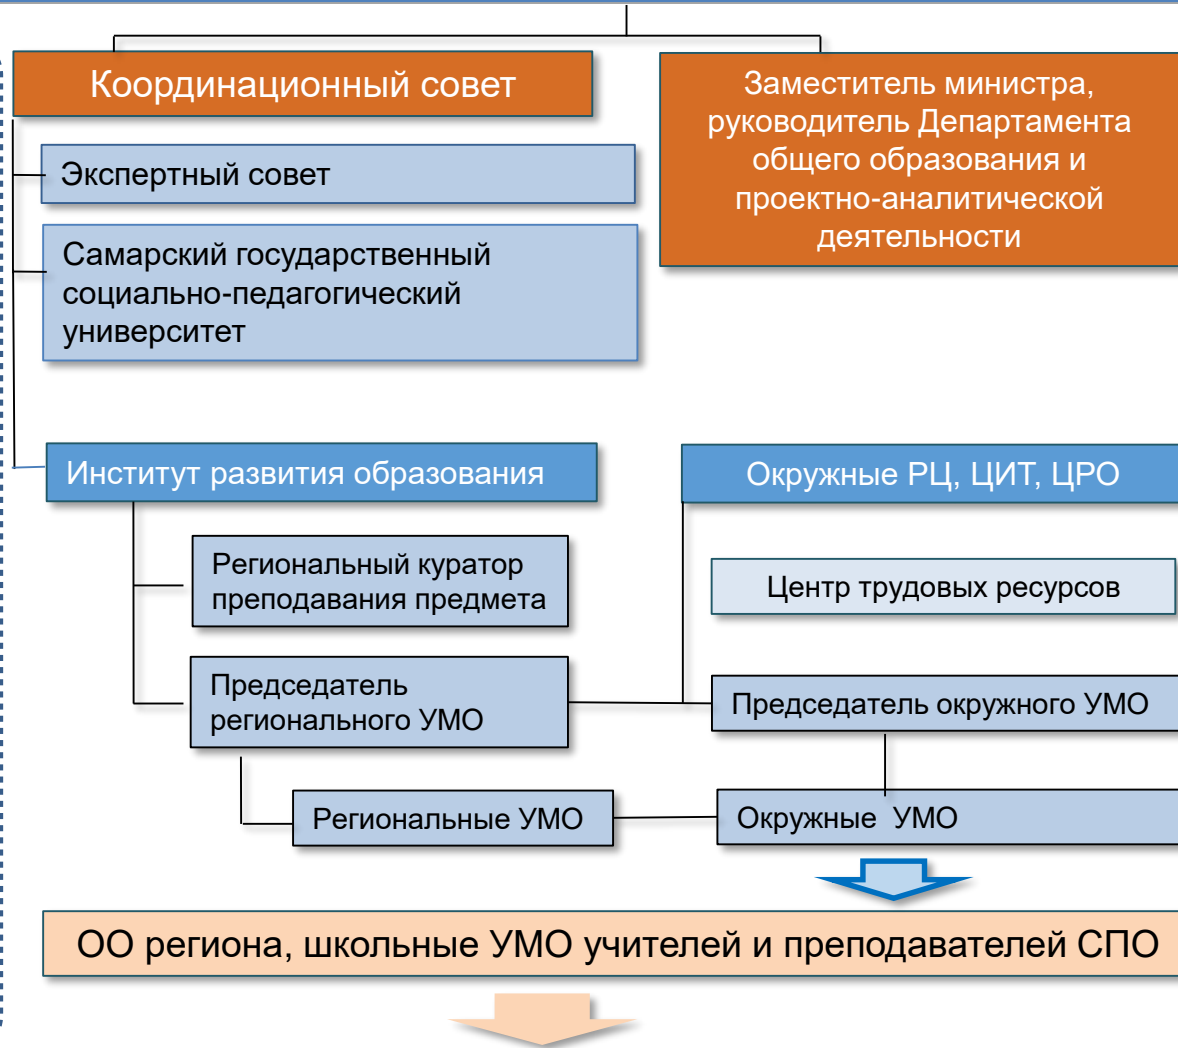 Координационный совет
Заместитель министра,
руководитель Департамента
общего образования и
проектно-аналитической
деятельности
Экспертный совет
Самарский государственный
социально-педагогический
университет
Институт развития образования
Окружные РЦ, ЦИТ, ЦРО
Региональный куратор
преподавания предмета
Центр трудовых ресурсов
Председатель
регионального УМО
Председатель окружного УМО
Региональные УМО
Окружные УМО
ОО региона, школьные УМО учителей и преподавателей СПО